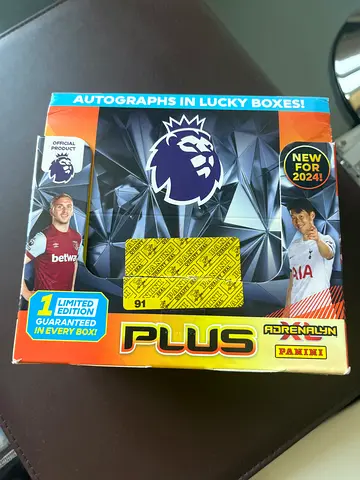 AUTOGRAPHS IN LUCKY BOXES!
OFFICIAL
PRODUCT
NEW FOR
2024!
betw
AIA
1 LIMITED
EDITION
GUARANTEED
IN EVERY BOX!
91
PLUS
ADRENALYN
XL
PANINI